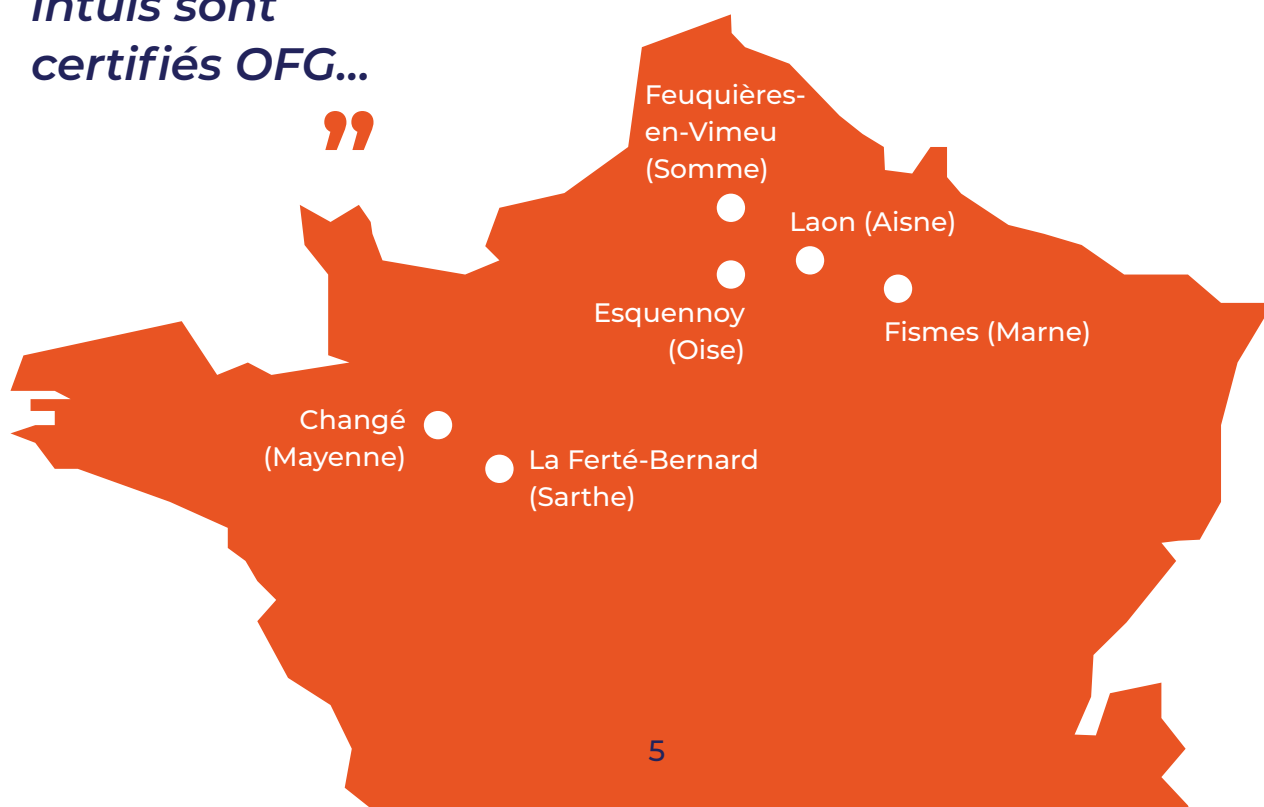 intuis sont
certifiés OFG...
”
Feuquières-
en-Vimeu
(Somme)
Laon (Aisne)
Esquennoy
(Oise)
Fismes (Marne)
Changé
(Mayenne)
La Ferté-Bernard
(Sarthe)
5